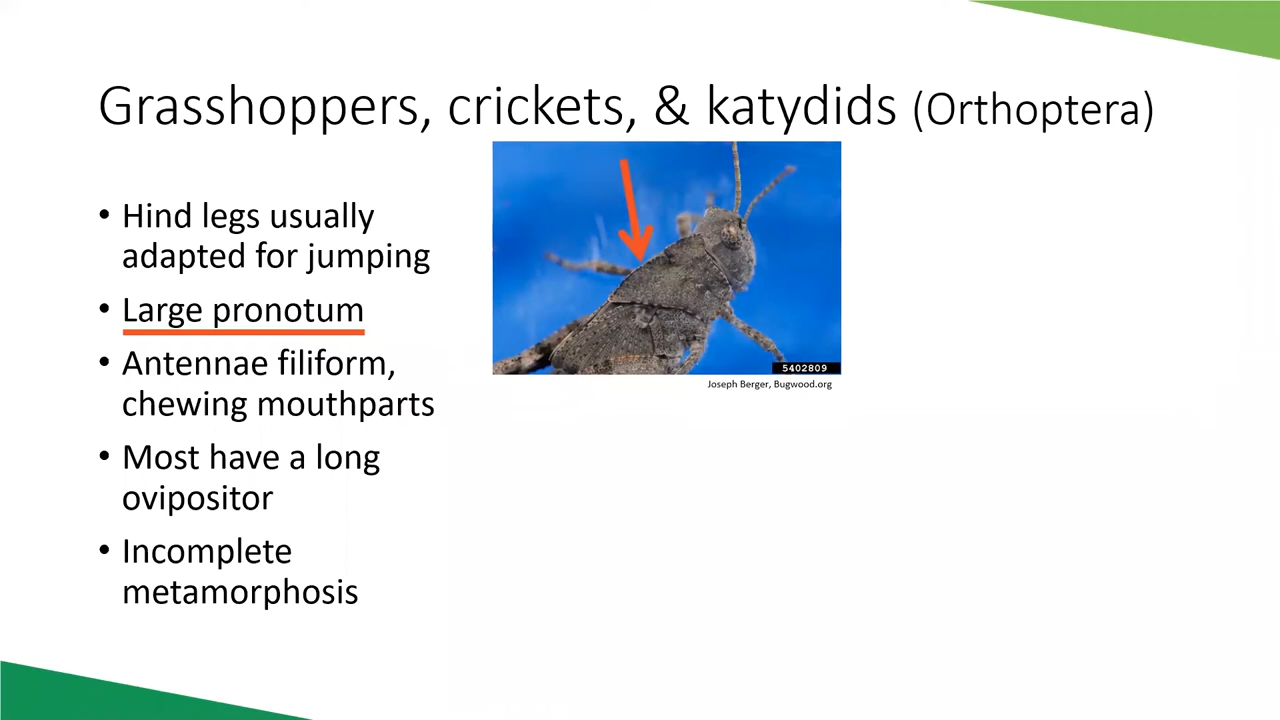 Grasshoppers, crickets, & katydids (Orthoptera)
• Hind legs usually
adapted for jumping
• Large pronotum
• Antennae filiform,
chewing mouthparts
• Most have a long
ovipositor
• Incomplete
metamorphosis
5402809
Joseph Berger, Bugwood.org